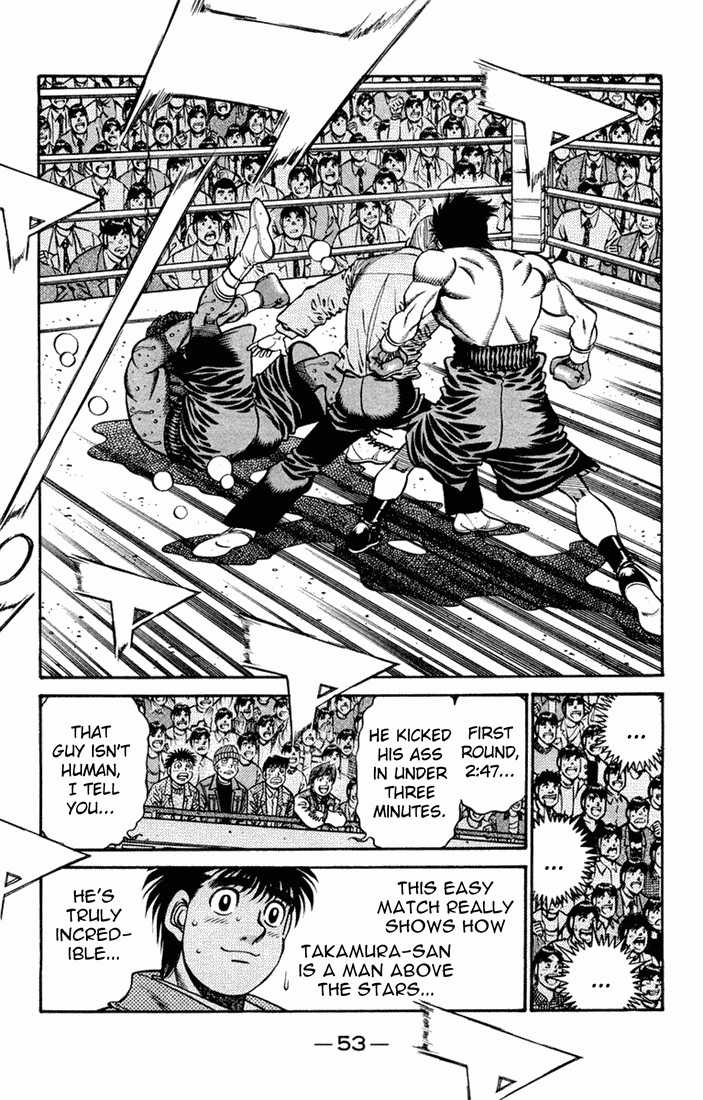 ...
...
...
FIRST
ROUND,
2:47...
HE KICKED
HIS ASS
IN UNDER
THREE
MINUTES.
THAT
GUY ISN'T
HUMAN,
I TELL
YOU...
THIS EASY
MATCH REALLY
SHOWS HOW
TAKAMURA-SAN
IS A MAN ABOVE
THE STARS...
HE'S
TRULY
INCRED-
IBLE...
—53—